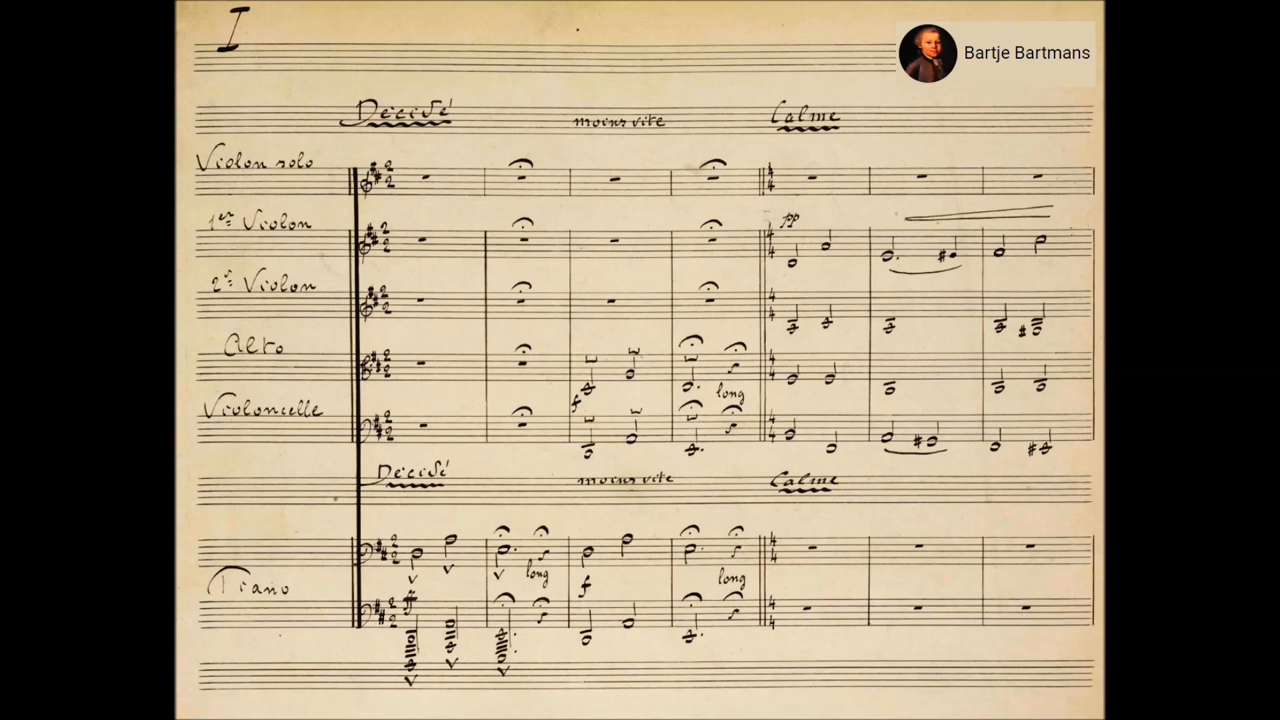 I
Bartje Bartmans
Décidé moins vite Calme
Violon solo
1er Violon
pp
2e Violon
Alto
f long
Violoncelle
Décidé moins vite Calme
long f long
Piano
ff